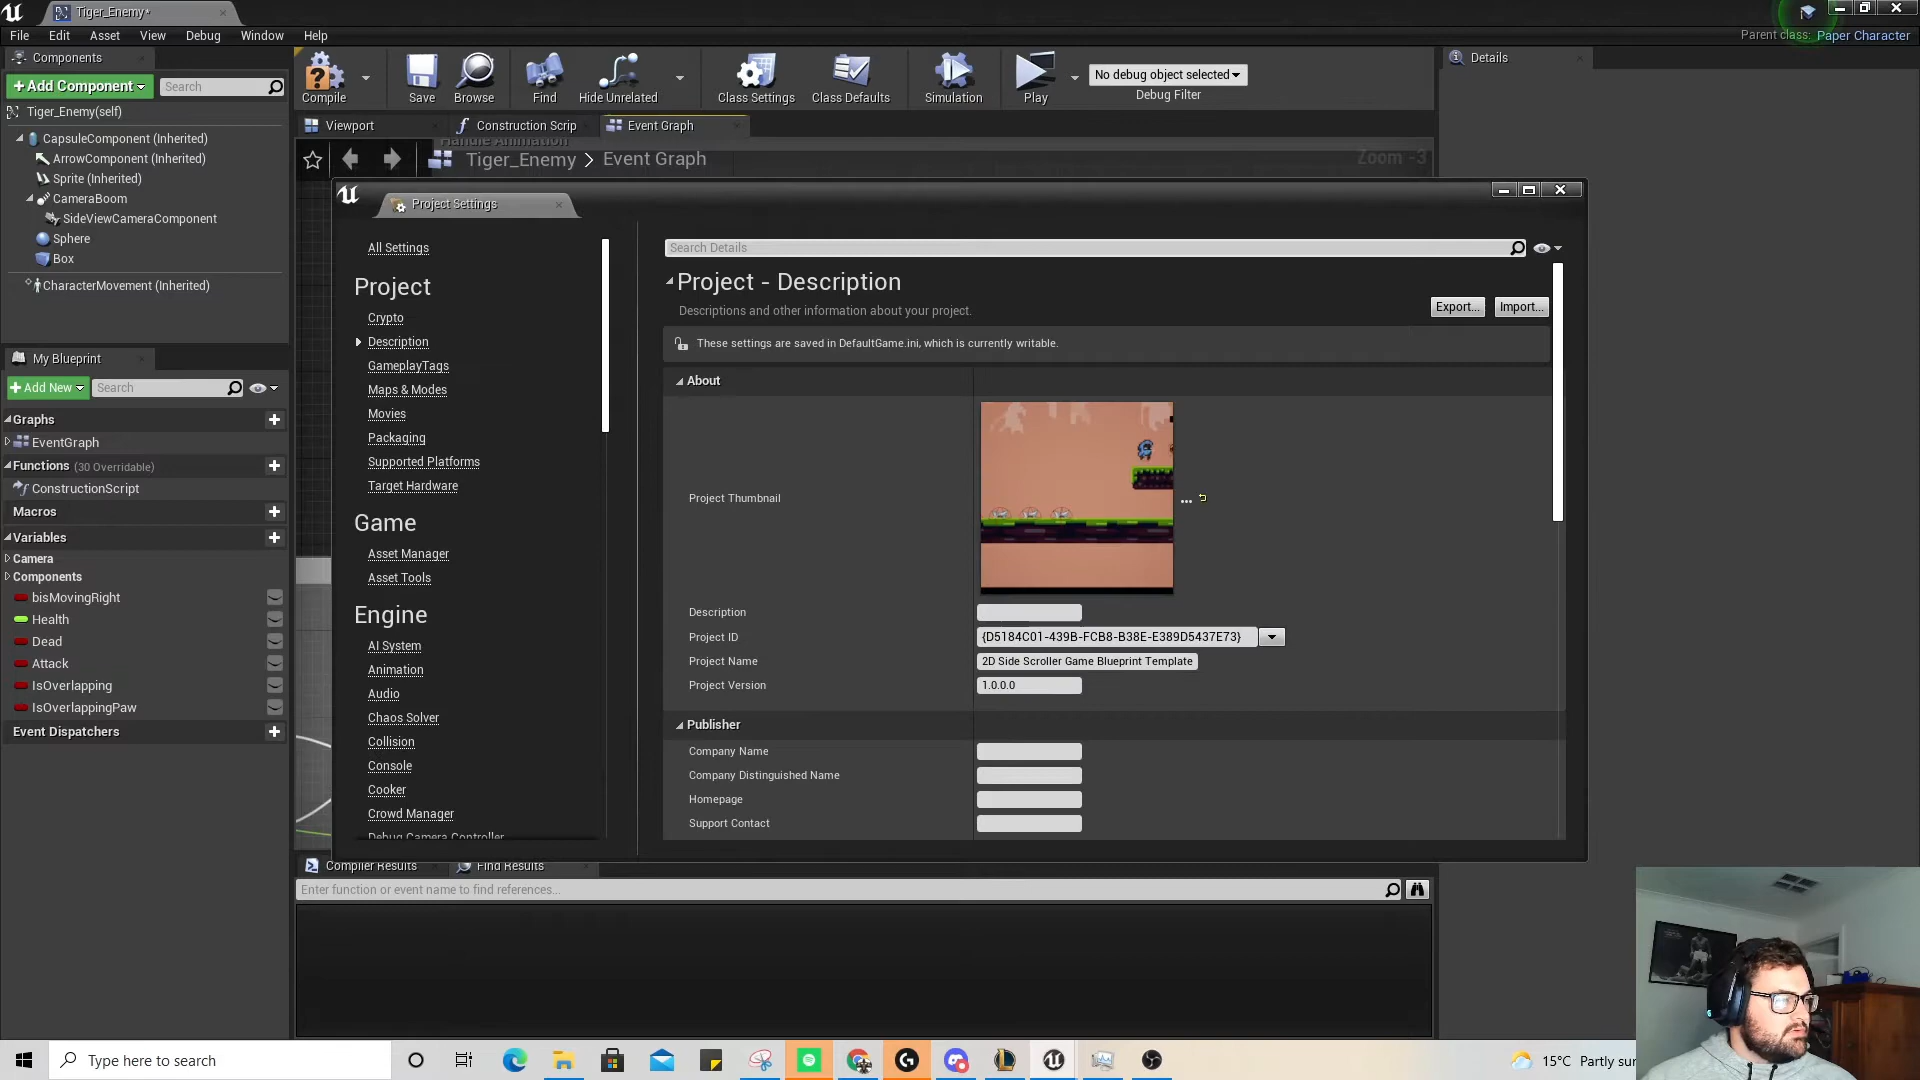 Tiger_Enemy*
File Edit Asset View Debug Window Help
Parent class: Paper Character
Components
+Add Component
Search
Tiger_Enemy(self)
CapsuleComponent (Inherited)
ArrowComponent (Inherited)
Sprite (Inherited)
CameraBoom
SideViewCameraComponent
Sphere
Box
CharacterMovement (Inherited)
My Blueprint
+Add New
Search
Graphs
EventGraph
Functions (30 Overridable)
ConstructionScript
Macros
Variables
Camera
Components
bisMovingRight
Health
Dead
Attack
IsOverlapping
IsOverlappingPaw
Event Dispatchers
Compile
Save
Browse
Find
Hide Unrelated
Class Settings
Class Defaults
Simulation
Play
No debug object selected
Debug Filter
Viewport
Construction Scrip
Event Graph
Handle Animation
Tiger_Enemy > Event Graph
Zoom -3
Details
Project Settings
All Settings
Project
Crypto
Description
GameplayTags
Maps & Modes
Movies
Packaging
Supported Platforms
Target Hardware
Game
Asset Manager
Asset Tools
Engine
AI System
Animation
Audio
Chaos Solver
Collision
Console
Cooker
Crowd Manager
Debug Camera Controller
Search Details
Project - Description
Descriptions and other information about your project.
Export...
Import...
These settings are saved in DefaultGame.ini, which is currently writable.
About
Project Thumbnail
...
Description
Project ID
{D5184C01-439B-FCB8-B38E-E389D5437E73}
Project Name
2D Side Scroller Game Blueprint Template
Project Version
1.0.0.0
Publisher
Company Name
Company Distinguished Name
Homepage
Support Contact
Compiler Results
Find Results
Enter function or event name to find references...
Type here to search
15°C Partly sur